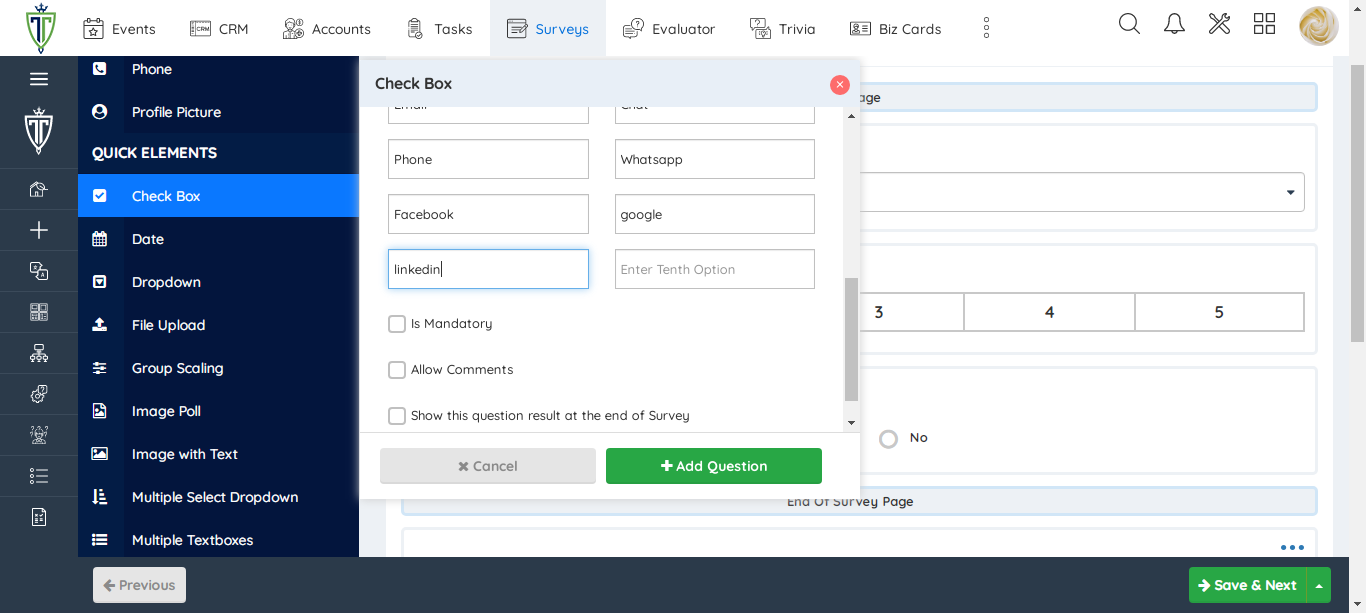 Events
CRM
CRM
Accounts
Tasks
Surveys
Evaluator
Trivia
Biz Cards
Phone
Profile Picture
QUICK ELEMENTS
Check Box
Date
Dropdown
File Upload
Group Scaling
Image Poll
Image with Text
Multiple Select Dropdown
Multiple Textboxes
Check Box
Email
Chat
Phone
Whatsapp
Facebook
google
linkedin
Enter Tenth Option
Is Mandatory
Allow Comments
Show this question result at the end of Survey
Cancel
Add Question
age
3
4
5
No
End Of Survey Page
Previous
Save & Next